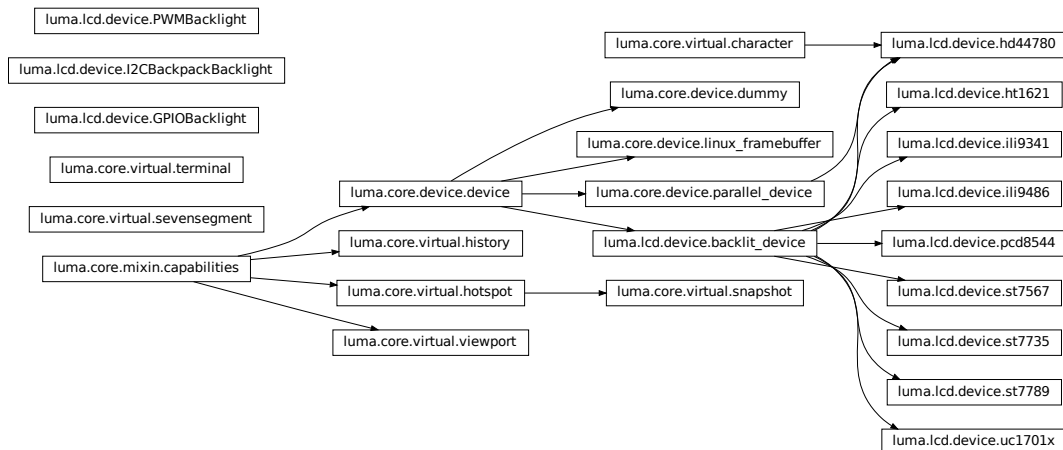 luma.lcd.device.PWMBacklight
luma.lcd.device.I2CBackpackBacklight
luma.lcd.device.GPIOBacklight
luma.core.virtual.terminal
luma.core.virtual.sevensegment
luma.core.mixin.capabilities
luma.core.device.device
luma.core.virtual.history
luma.core.virtual.hotspot
luma.core.virtual.viewport
luma.core.virtual.character
luma.core.device.dummy
luma.core.device.linux_framebuffer
luma.core.device.parallel_device
luma.lcd.device.backlit_device
luma.core.virtual.snapshot
luma.lcd.device.hd44780
luma.lcd.device.ht1621
luma.lcd.device.ili9341
luma.lcd.device.ili9486
luma.lcd.device.pcd8544
luma.lcd.device.st7567
luma.lcd.device.st7735
luma.lcd.device.st7789
luma.lcd.device.uc1701x